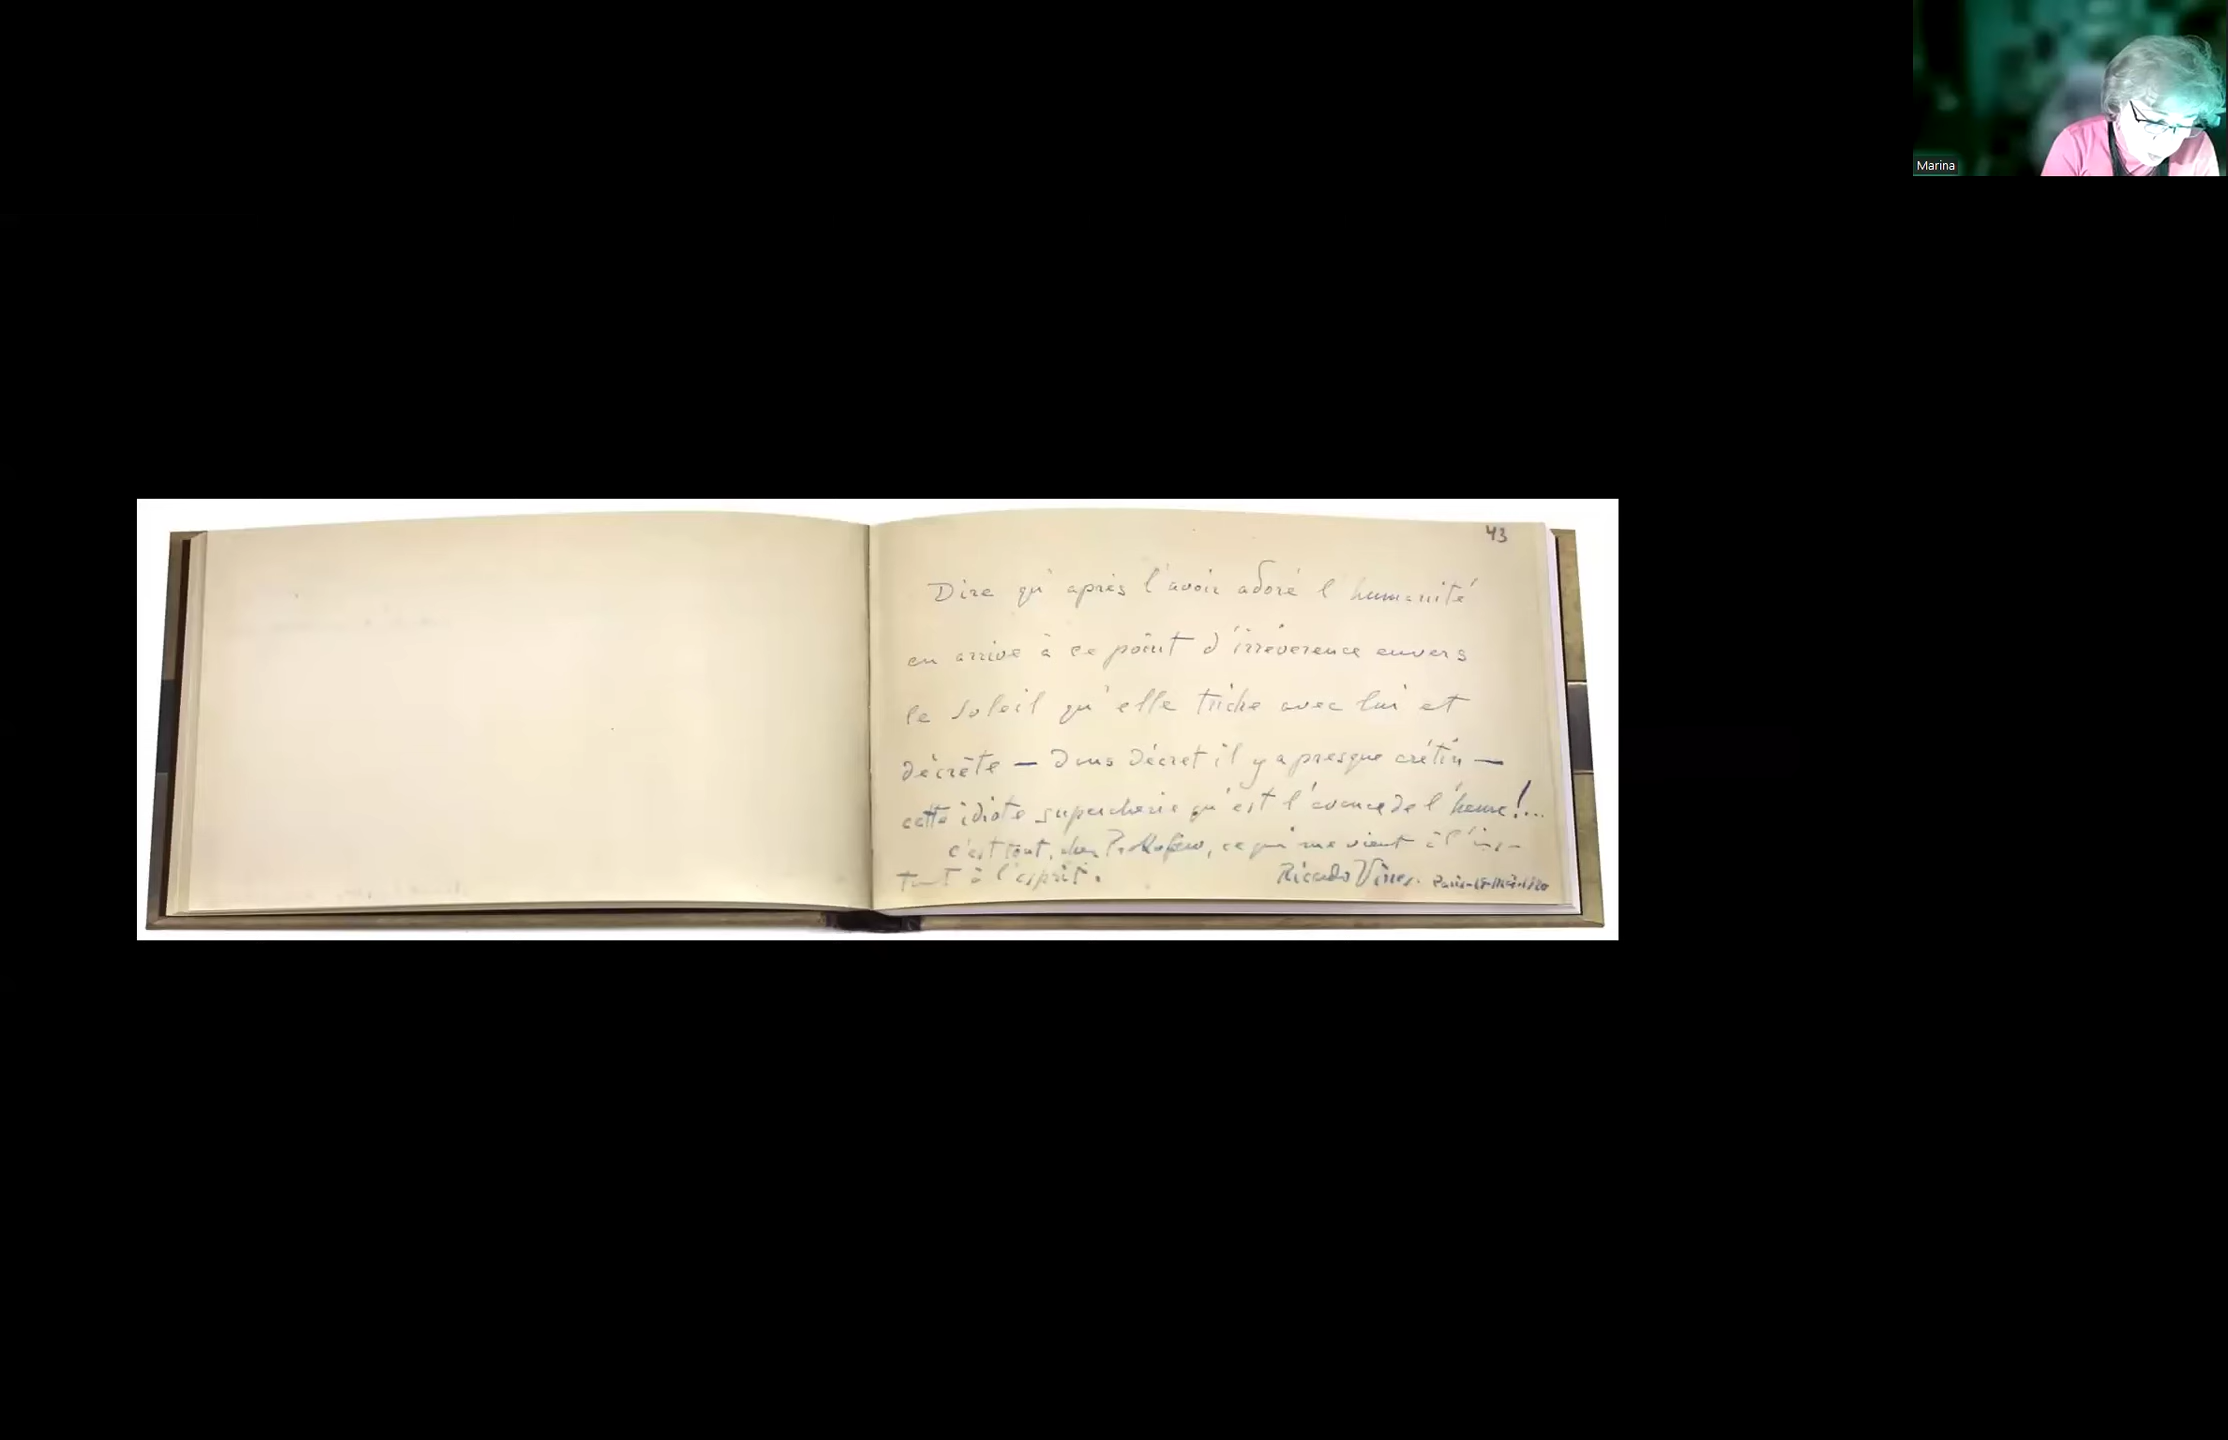 Marina
43
Dire qu'après l'avoir adoré l'humanité
en arrive à ce point d'irrévérence envers
le soleil qu'elle triche avec lui et
décrète — dans décret il y a presque crétin —
cette idiote supercherie qu'est l'avance de l'heure!...
c'est tout, cher Prokofiew, ce qui me vient à l'ins-
tant à l'esprit.
Ricardo Viñes. Paris-